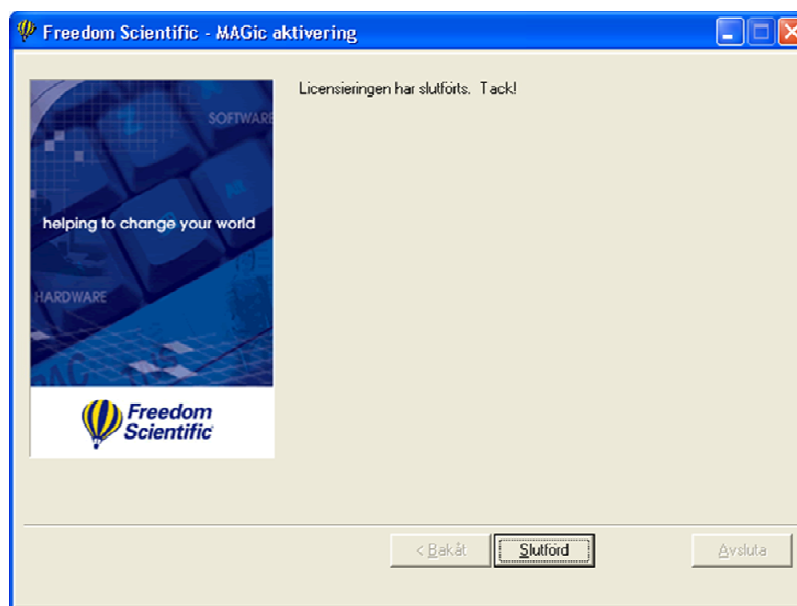 Freedom Scientific - MAGic aktivering
Licensieringen har slutförts. Tack!
SOFTWARE
helping to change your world
HARDWARE
Freedom
Scientific
< Bakåt
Slutförd
Avsluta